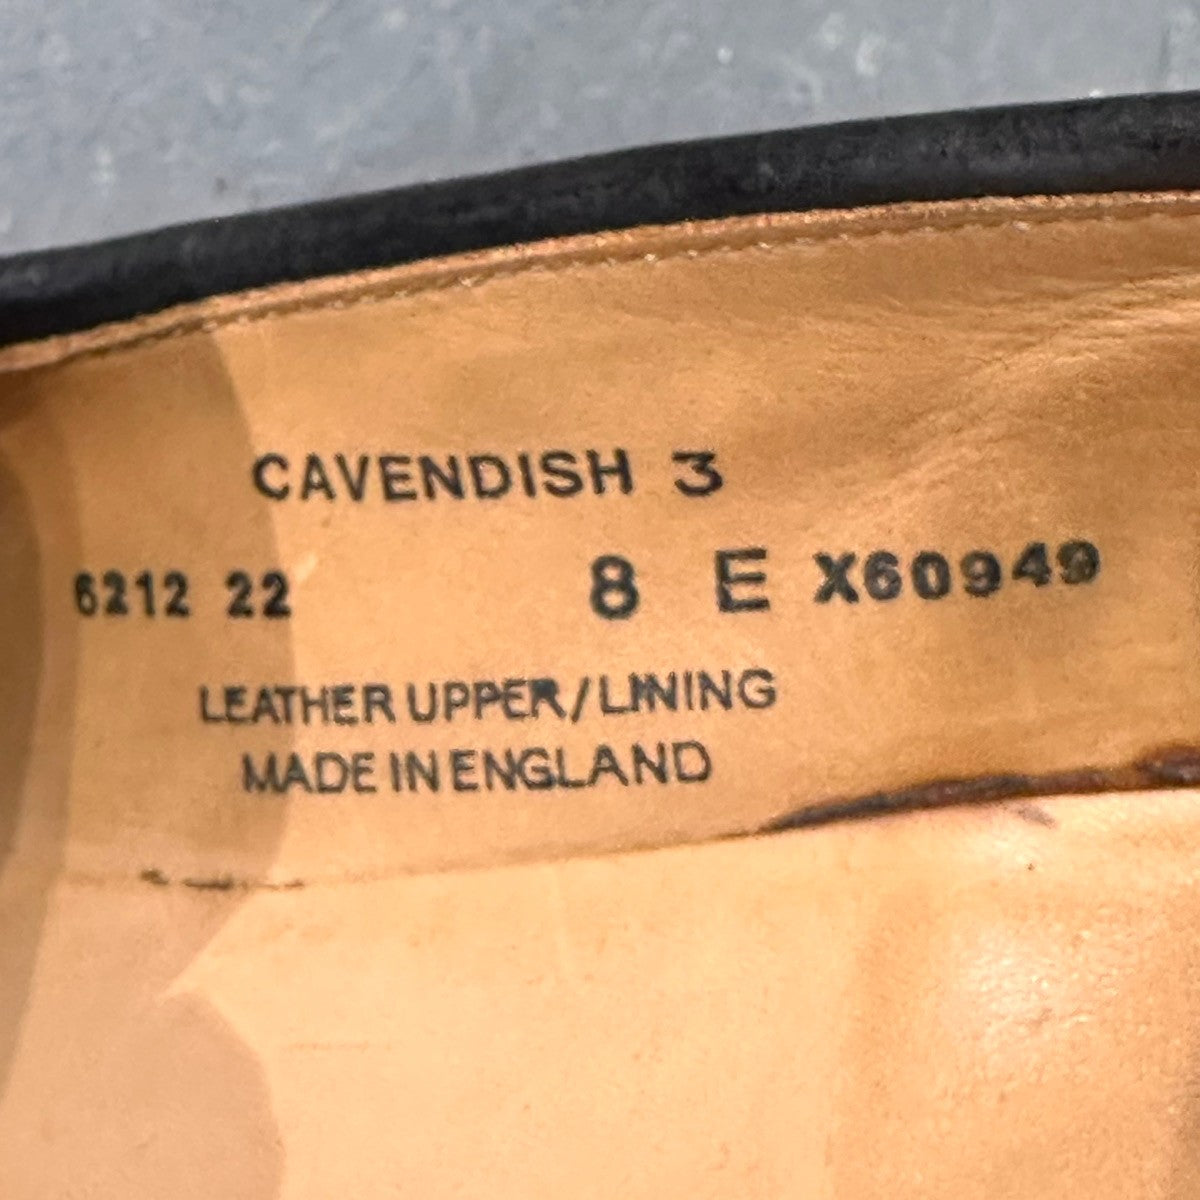 CAVENDISH 3
6212 22 8 E X60949
LEATHER UPPER/LINING
MADE IN ENGLAND